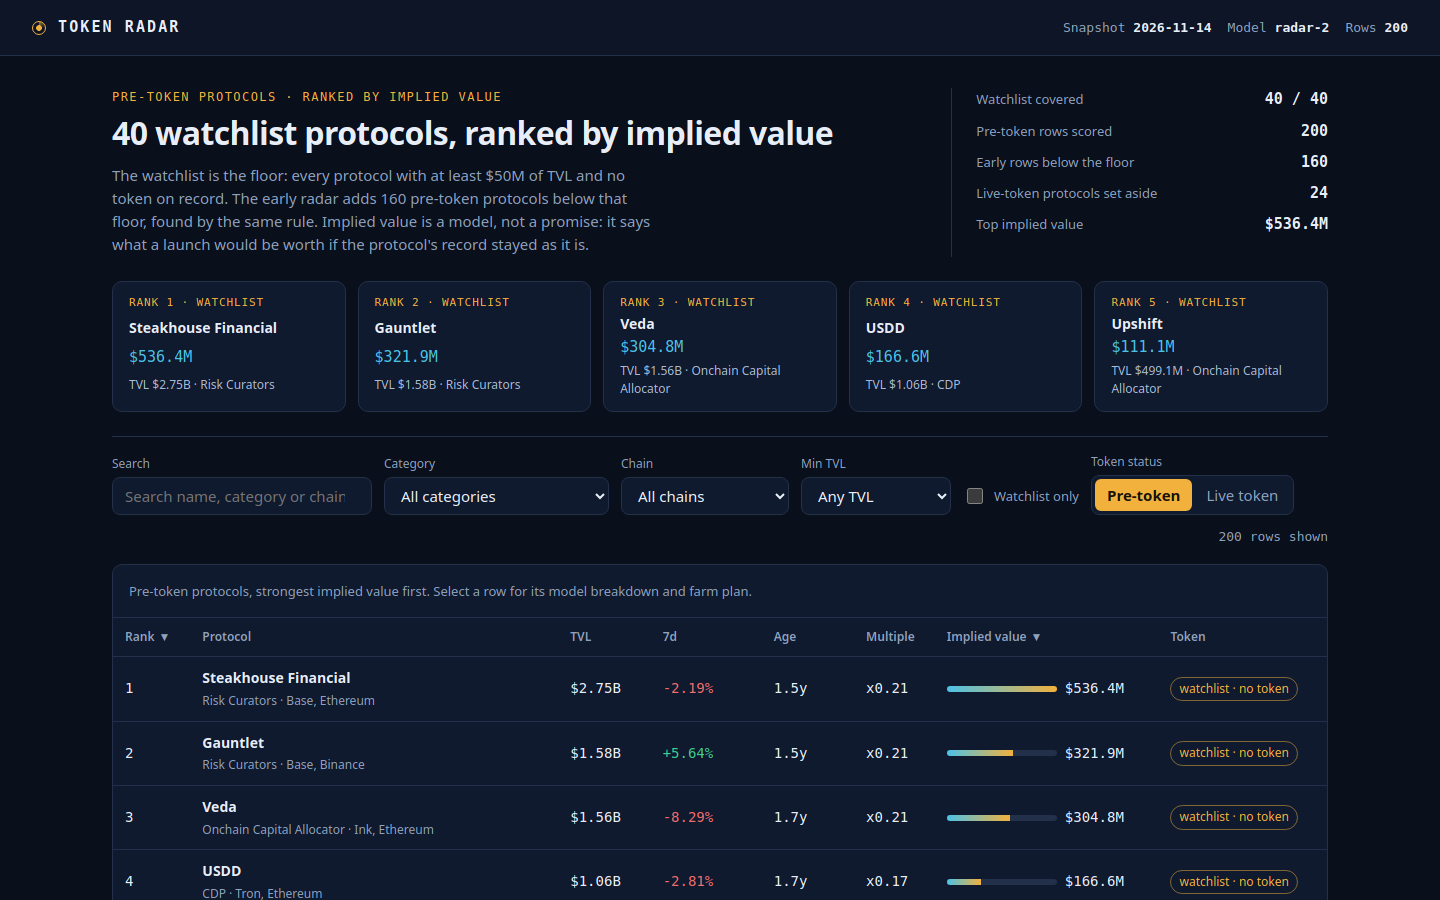 TOKEN RADAR
Snapshot 2026-11-14 Model radar-2 Rows 200
PRE-TOKEN PROTOCOLS · RANKED BY IMPLIED VALUE
40 watchlist protocols, ranked by implied value
The watchlist is the floor: every protocol with at least $50M of TVL and no
token on record. The early radar adds 160 pre-token protocols below that
floor, found by the same rule. Implied value is a model, not a promise: it says
what a launch would be worth if the protocol's record stayed as it is.
Watchlist covered 40 / 40
Pre-token rows scored 200
Early rows below the floor 160
Live-token protocols set aside 24
Top implied value $536.4M
RANK 1 · WATCHLIST
Steakhouse Financial
$536.4M
TVL $2.75B · Risk Curators
RANK 2 · WATCHLIST
Gauntlet
$321.9M
TVL $1.58B · Risk Curators
RANK 3 · WATCHLIST
Veda
$304.8M
TVL $1.56B · Onchain Capital
Allocator
RANK 4 · WATCHLIST
USDD
$166.6M
TVL $1.06B · CDP
RANK 5 · WATCHLIST
Upshift
$111.1M
TVL $499.1M · Onchain Capital
Allocator
Search
Search name, category or chain
Category
All categories
Chain
All chains
Min TVL
Any TVL
Watchlist only
Token status
Pre-token Live token
200 rows shown
Pre-token protocols, strongest implied value first. Select a row for its model breakdown and farm plan.
Rank ▼ Protocol TVL 7d Age Multiple Implied value ▼ Token
1 Steakhouse Financial $2.75B -2.19% 1.5y x0.21 $536.4M watchlist · no token
Risk Curators · Base, Ethereum
2 Gauntlet $1.58B +5.64% 1.5y x0.21 $321.9M watchlist · no token
Risk Curators · Base, Binance
3 Veda $1.56B -8.29% 1.7y x0.21 $304.8M watchlist · no token
Onchain Capital Allocator · Ink, Ethereum
4 USDD $1.06B -2.81% 1.7y x0.17 $166.6M watchlist · no token
CDP · Tron, Ethereum